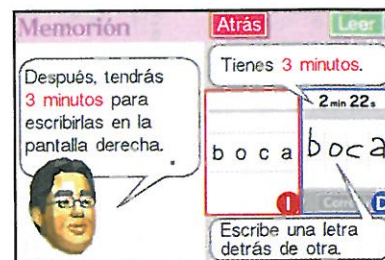 Memorión
Atrás
Leer
Después, tendrás
3 minutos para
escribirlas en la
pantalla derecha.
Tienes 3 minutos.
2 min 22 s
boca
boca
I
D
Escribe una letra
detrás de otra.